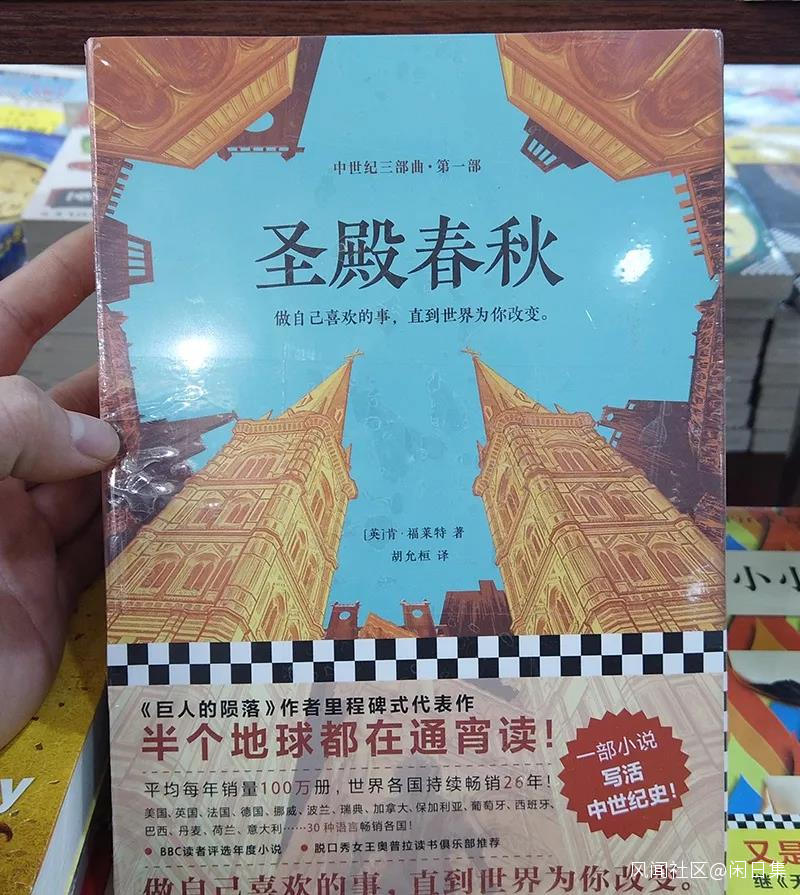 中世纪三部曲·第一部
圣殿春秋
做自己喜欢的事，直到世界为你改变。
[英]肯·福莱特 著
胡允桓 译
《巨人的陨落》作者里程碑式代表作
半个地球都在通宵读！
一部小说
写活
中世纪史！
平均每年销量100万册，世界各国持续畅销26年！
美国、英国、法国、德国、挪威、波兰、瑞典、加拿大、保加利亚、葡萄牙、西班牙、
巴西、丹麦、荷兰、意大利……30种语言畅销各国！
• BBC读者评选年度小说 • 脱口秀女王奥普拉读书俱乐部推荐
做自己喜欢的事，直到世界为你改变。
小小
又是
风闻社区@闲日集